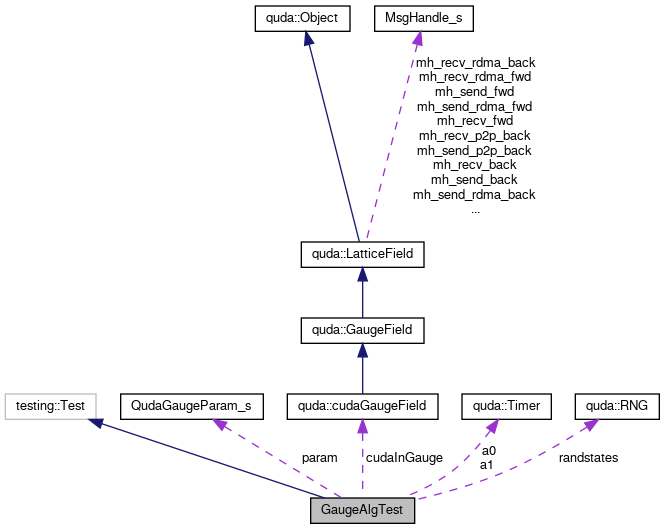 quda::Object
MsgHandle_s
mh_recv_rdma_back
mh_recv_rdma_fwd
mh_send_fwd
mh_send_rdma_fwd
mh_recv_fwd
mh_recv_p2p_back
mh_send_p2p_back
mh_recv_back
mh_send_back
mh_send_rdma_back
...
quda::LatticeField
quda::GaugeField
testing::Test
QudaGaugeParam_s
quda::cudaGaugeField
quda::Timer
quda::RNG
param
cudaInGauge
a0
a1
randstates
GaugeAlgTest